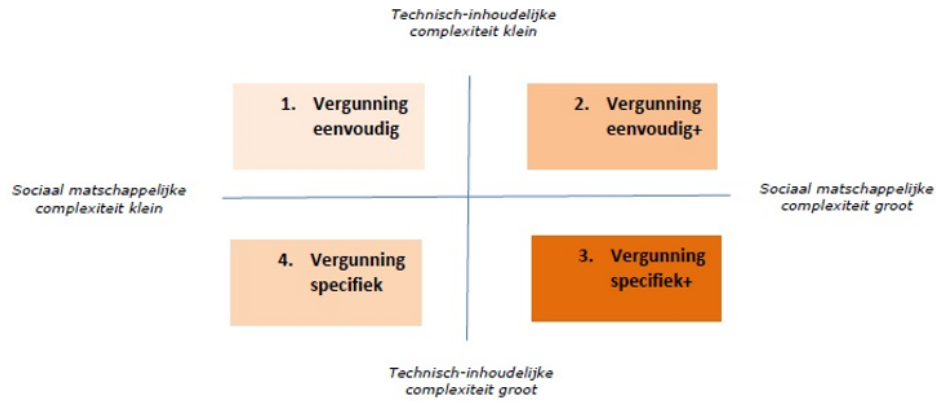 Technisch-inhoudelijke
complexiteit klein
1. Vergunning
eenvoudig
2. Vergunning
eenvoudig+
Sociaal matschappelijke
complexiteit klein
Sociaal matschappelijke
complexiteit groot
4. Vergunning
specifiek
3. Vergunning
specifiek+
Technisch-inhoudelijke
complexiteit groot